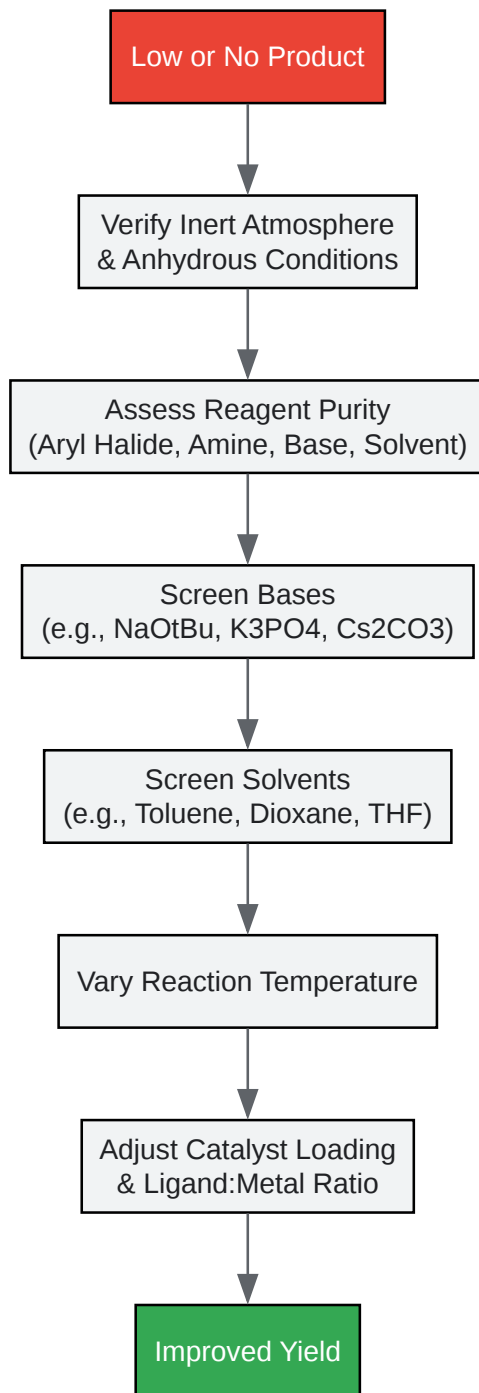 Low or No Product
Verify Inert Atmosphere
& Anhydrous Conditions
Assess Reagent Purity
(Aryl Halide, Amine, Base, Solvent)
Screen Bases
(e.g., NaOtBu, K3PO4, Cs2CO3)
Screen Solvents
(e.g., Toluene, Dioxane, THF)
Vary Reaction Temperature
Adjust Catalyst Loading
& Ligand:Metal Ratio
Improved Yield